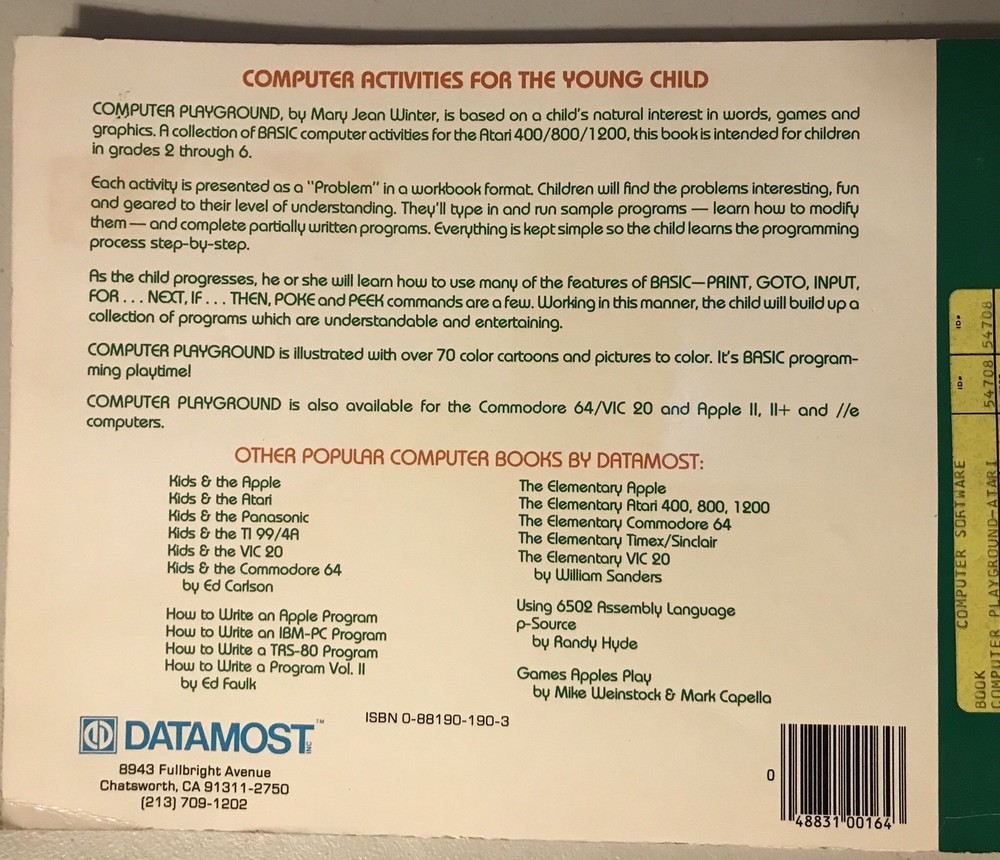 COMPUTER ACTIVITIES FOR THE YOUNG CHILD
COMPUTER PLAYGROUND, by Mary Jean Winter, is based on a child's natural interest in words, games and
graphics. A collection of BASIC computer activities for the Atari 400/800/1200, this book is intended for children
in grades 2 through 6.
Each activity is presented as a "Problem" in a workbook format. Children will find the problems interesting, fun
and geared to their level of understanding. They'll type in and run sample programs — learn how to modify
them — and complete partially written programs. Everything is kept simple so the child learns the programming
process step-by-step.
As the child progresses, he or she will learn how to use many of the features of BASIC—PRINT, GOTO, INPUT,
FOR . . . NEXT, IF . . . THEN, POKE and PEEK commands are a few. Working in this manner, the child will build up a
collection of programs which are understandable and entertaining.
COMPUTER PLAYGROUND is illustrated with over 70 color cartoons and pictures to color. It's BASIC program-
ming playtime!
COMPUTER PLAYGROUND is also available for the Commodore 64/VIC 20 and Apple II, II+ and //e
computers.
OTHER POPULAR COMPUTER BOOKS BY DATAMOST:
Kids & the Apple
Kids & the Atari
Kids & the Panasonic
Kids & the TI 99/4A
Kids & the VIC 20
Kids & the Commodore 64
by Ed Carlson
How to Write an Apple Program
How to Write an IBM-PC Program
How to Write a TRS-80 Program
How to Write a Program Vol. II
by Ed Faulk
The Elementary Apple
The Elementary Atari 400, 800, 1200
The Elementary Commodore 64
The Elementary Timex/Sinclair
The Elementary VIC 20
by William Sanders
Using 6502 Assembly Language
p-Source
by Randy Hyde
Games Apples Play
by Mike Weinstock & Mark Capella
DATAMOST INC ™
8943 Fullbright Avenue
Chatsworth, CA 91311-2750
(213) 709-1202
ISBN 0-88190-190-3
0 48831 00164
COMPUTER SOFTWARE
ID# 54708
ID# 54708
BOOK
COMPUTER PLAYGROUND-ATARI